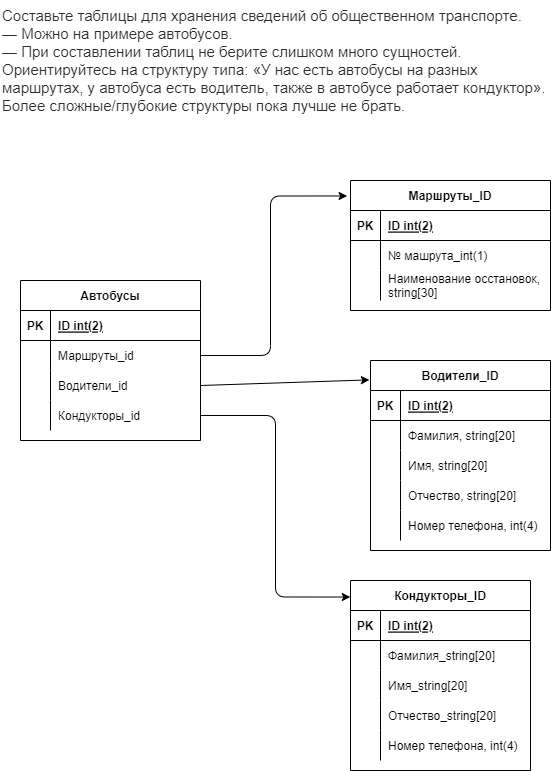 Составьте таблицы для хранения сведений об общественном транспорте.
— Можно на примере автобусов.
— При составлении таблиц не берите слишком много сущностей.
Ориентируйтесь на структуру типа: «У нас есть автобусы на разных
маршрутах, у автобуса есть водитель, также в автобусе работает кондуктор».
Более сложные/глубокие структуры пока лучше не брать.
Маршруты_ID
PK ID int(2)
№ машрута_int(1)
Наименование осстановок,
string[30]
Автобусы
PK ID int(2)
Маршруты_id
Водители_id
Кондукторы_id
Водители_ID
PK ID int(2)
Фамилия, string[20]
Имя, string[20]
Отчество, string[20]
Номер телефона, int(4)
Кондукторы_ID
PK ID int(2)
Фамилия_string[20]
Имя_string[20]
Отчество_string[20]
Номер телефона, int(4)